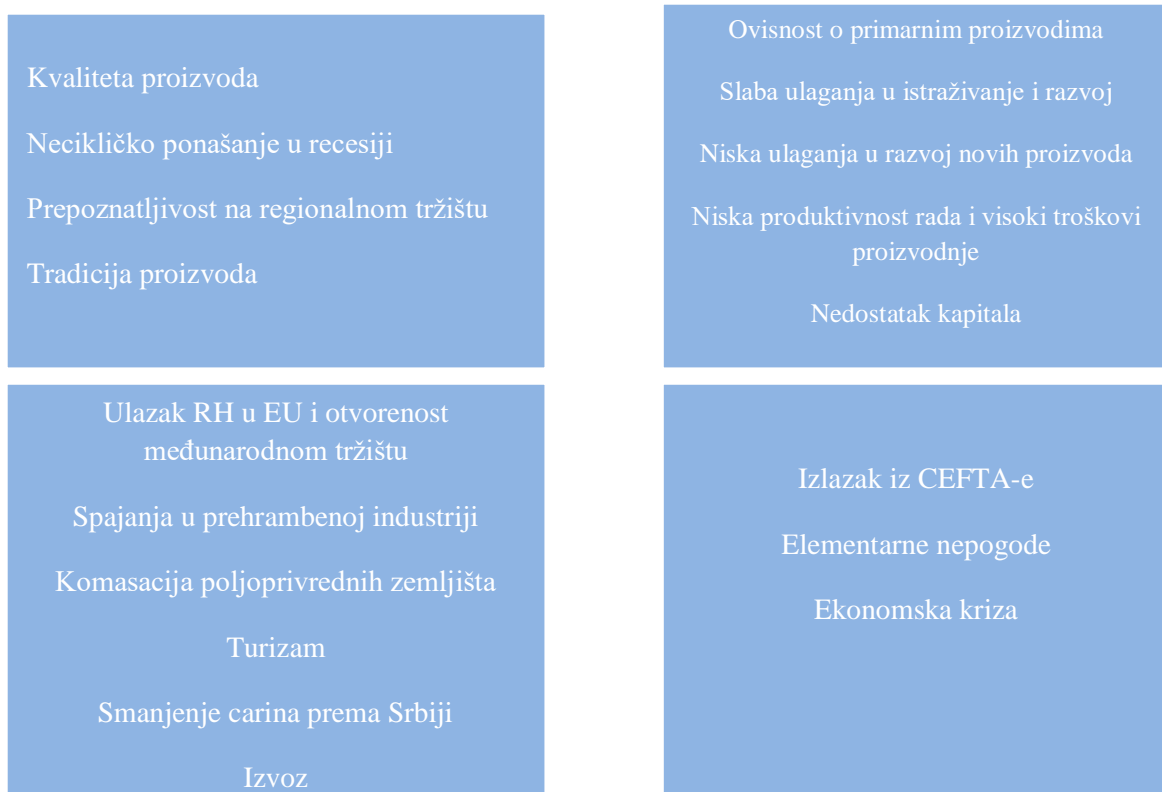 Kvaliteta proizvoda
Necikličko ponašanje u recesiji
Prepoznatljivost na regionalnom tržištu
Tradicija proizvoda
Ovisnost o primarnim proizvodima
Slaba ulaganja u istraživanje i razvoj
Niska ulaganja u razvoj novih proizvoda
Niska produktivnost rada i visoki troškovi
proizvodnje
Nedostatak kapitala
Ulazak RH u EU i otvorenost
međunarodnom tržištu
Spajanja u prehrambenoj industriji
Komasacija poljoprivrednih zemljišta
Turizam
Smanjenje carina prema Srbiji
Izvoz
Izlazak iz CEFTA-e
Elementarne nepogode
Ekonomska kriza